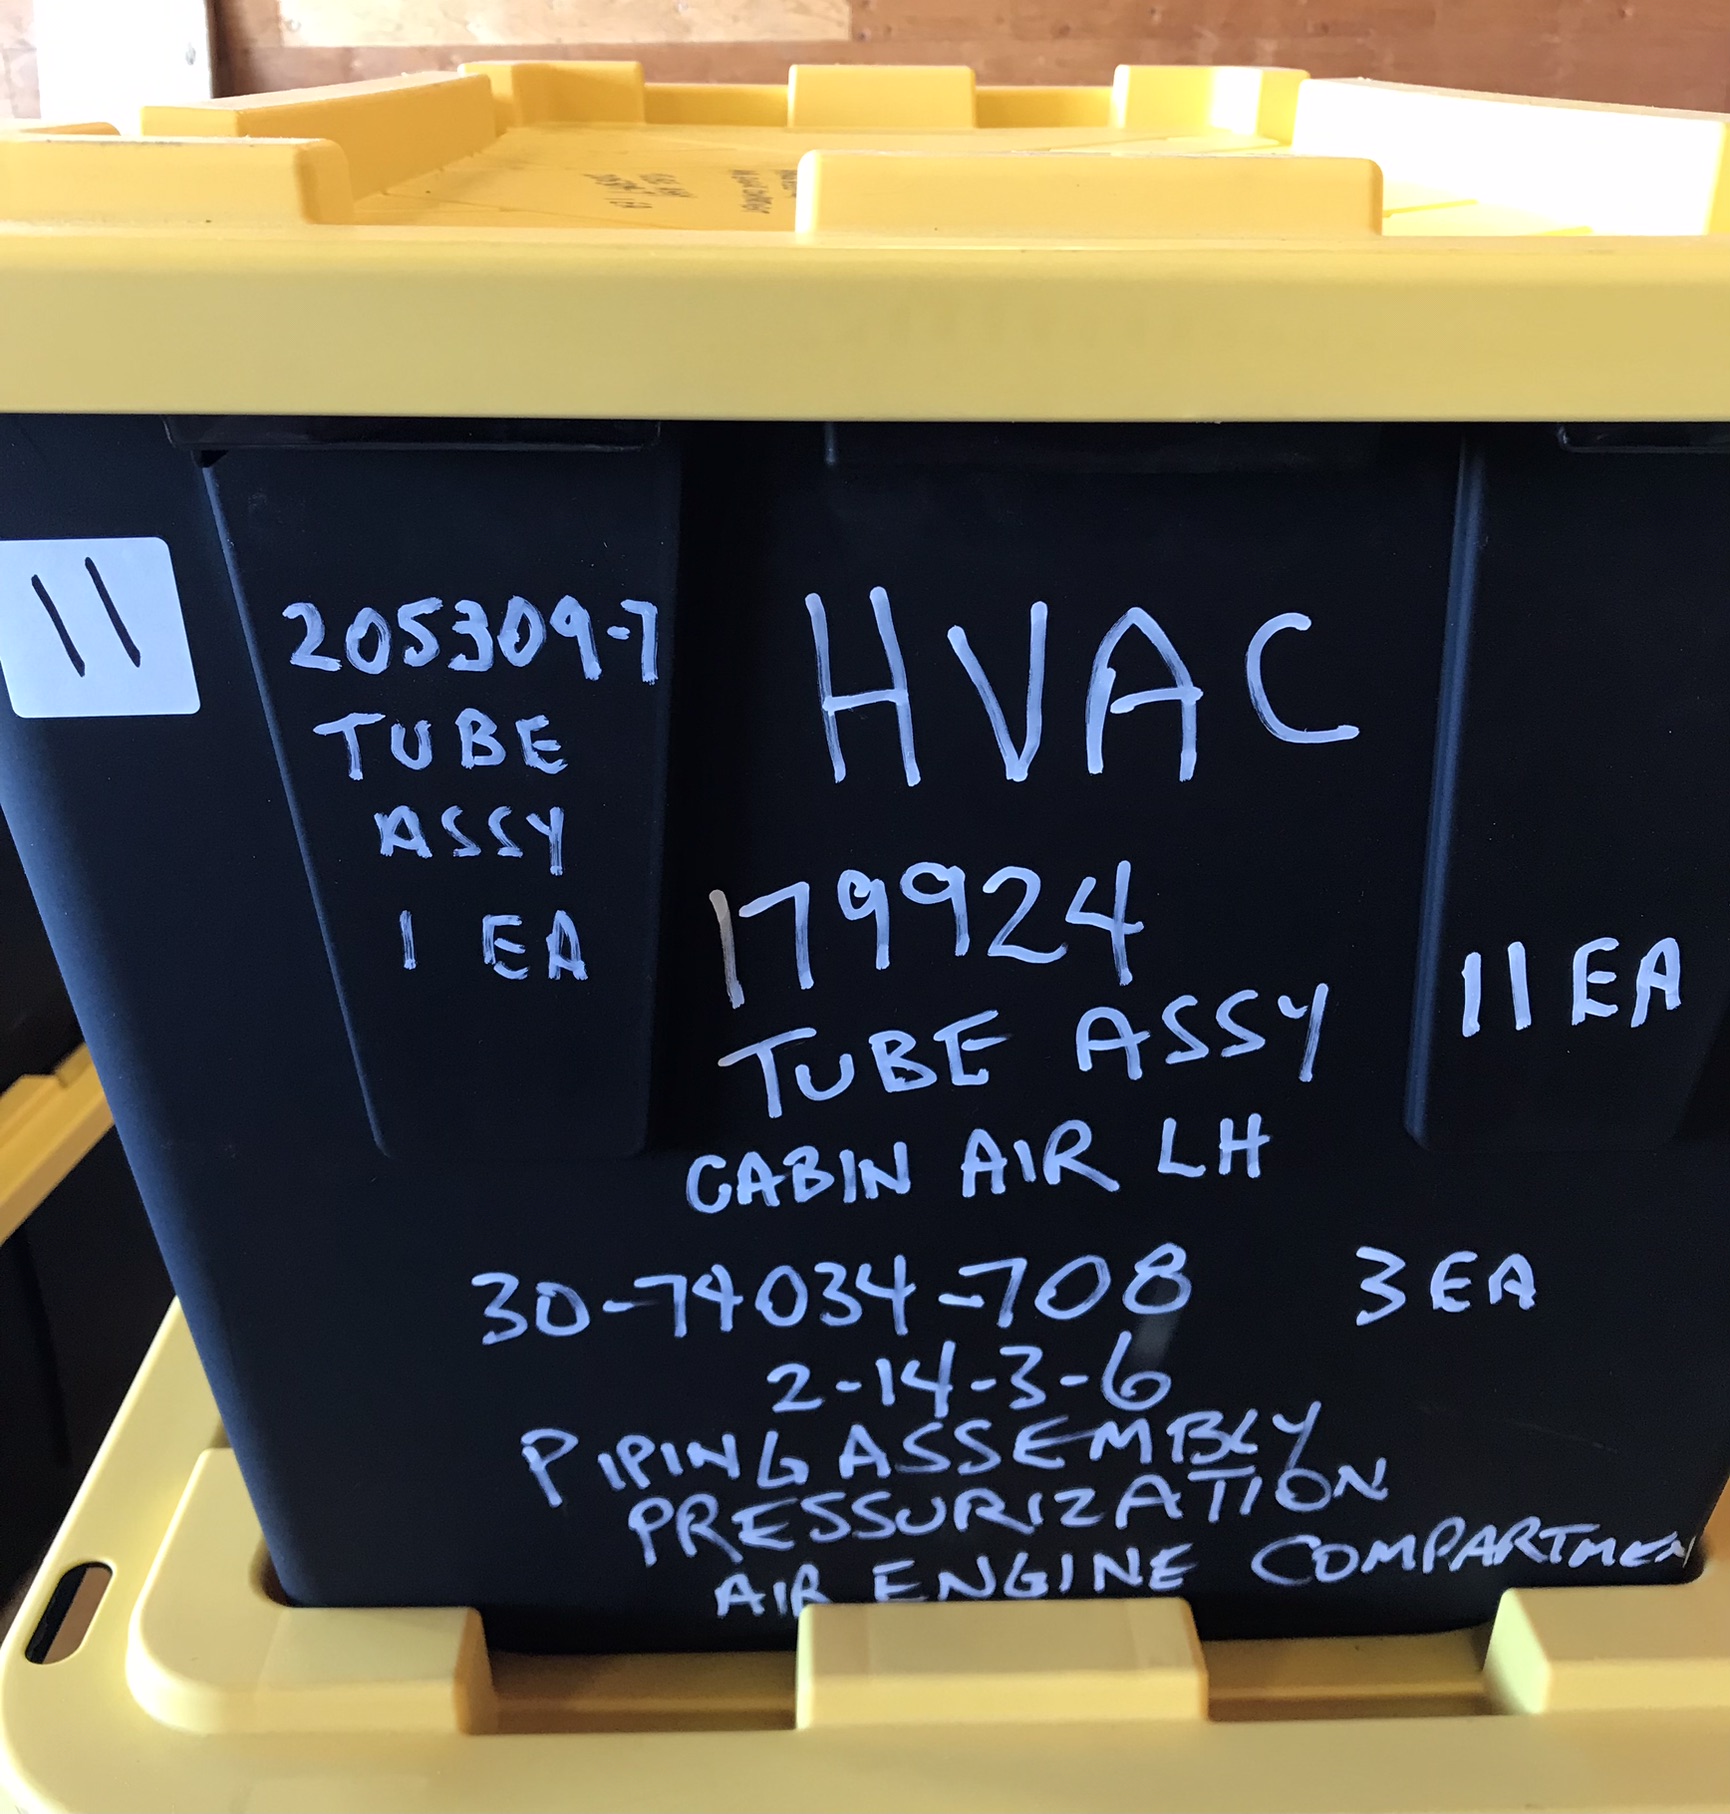 11
205309-7
TUBE
ASSY
1 EA
HVAC
179924
TUBE ASSY
CABIN AIR LH
11 EA
30-74034-708 3 EA
2-14-3-6
PIPING ASSEMBLY
PRESSURIZATION
AIR ENGINE COMPARTMEN